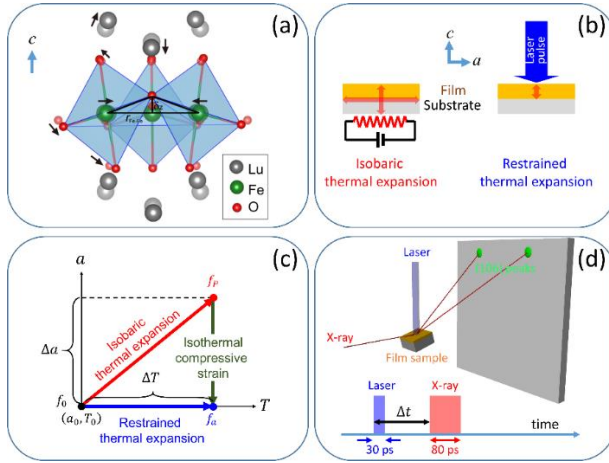 (a)
c
Lu
Fe
O
(b)
c
a
Laser
pulse
Film
Substrate
Isobaric
thermal expansion
Restrained
thermal expansion
(c)
a
f_P
Isobaric
thermal expansion
Isothermal
compressive
strain
Δa
ΔT
f_0
(a_0,T_0)
f_a
T
Restrained
thermal expansion
(d)
Laser
X-ray
Film sample
Laser
X-ray
Δt
time
30 ps
80 ps